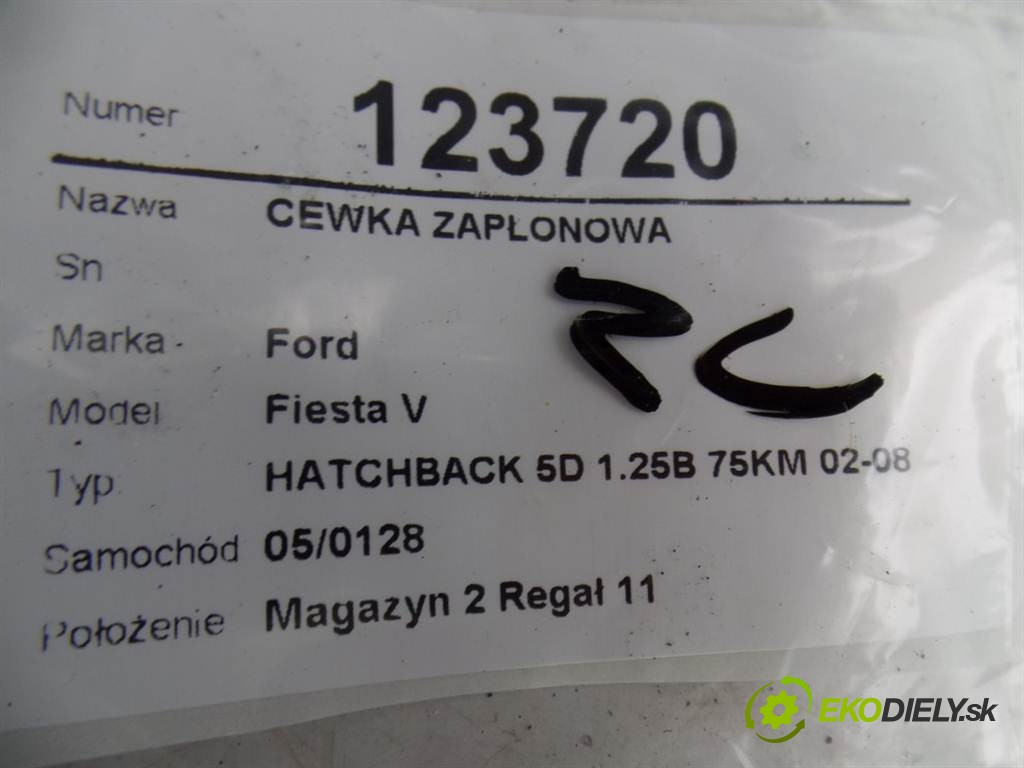 Numer 123720
Nazwa CEWKA ZAPŁONOWA
Sn
Marka Ford
Model Fiesta V
Typ HATCHBACK 5D 1.25B 75KM 02-08
Samochód 05/0128
Położenie Magazyn 2 Regał 11
EKODIELY.sk